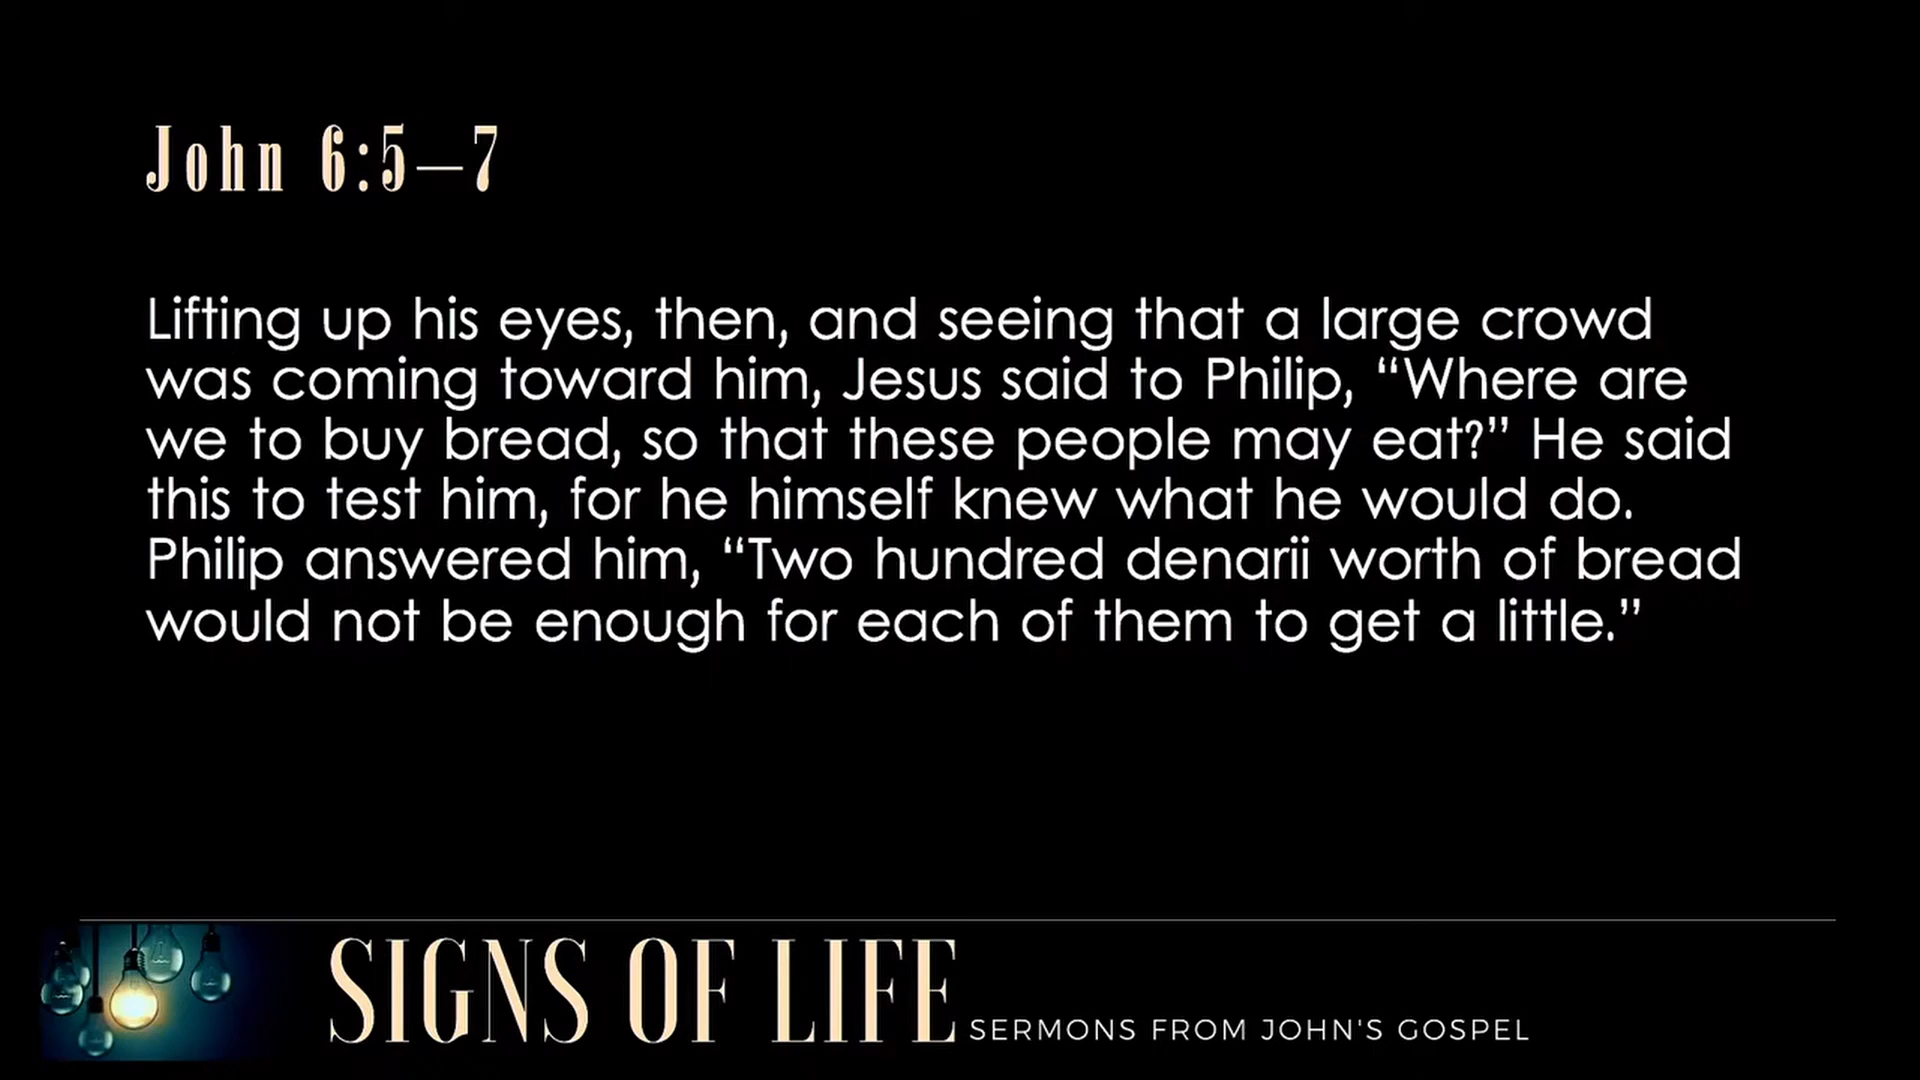 John 6:5–7
Lifting up his eyes, then, and seeing that a large crowd
was coming toward him, Jesus said to Philip, “Where are
we to buy bread, so that these people may eat?” He said
this to test him, for he himself knew what he would do.
Philip answered him, “Two hundred denarii worth of bread
would not be enough for each of them to get a little.”
SIGNS OF LIFE SERMONS FROM JOHN'S GOSPEL